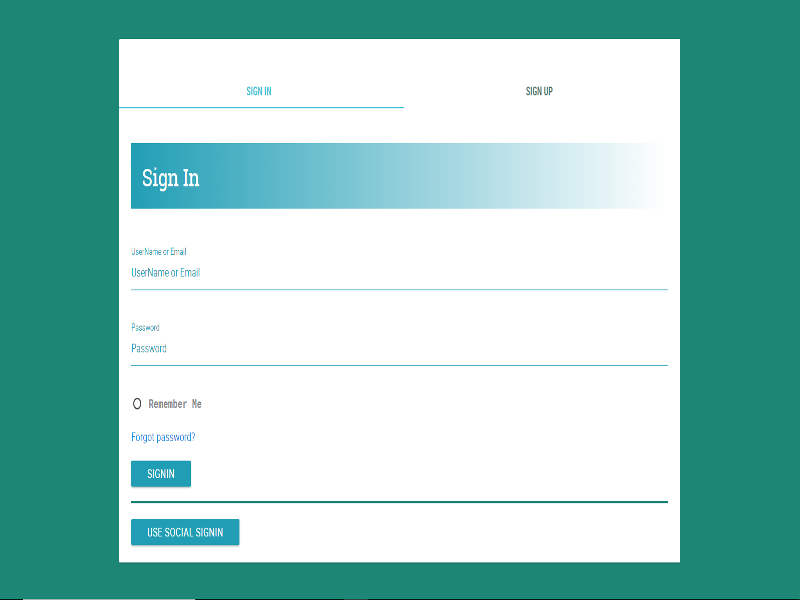 SIGN IN
SIGN UP
Sign In
UserName or Email
UserName or Email
Password
Password
Remember Me
Forgot password?
SIGNIN
USE SOCIAL SIGNIN